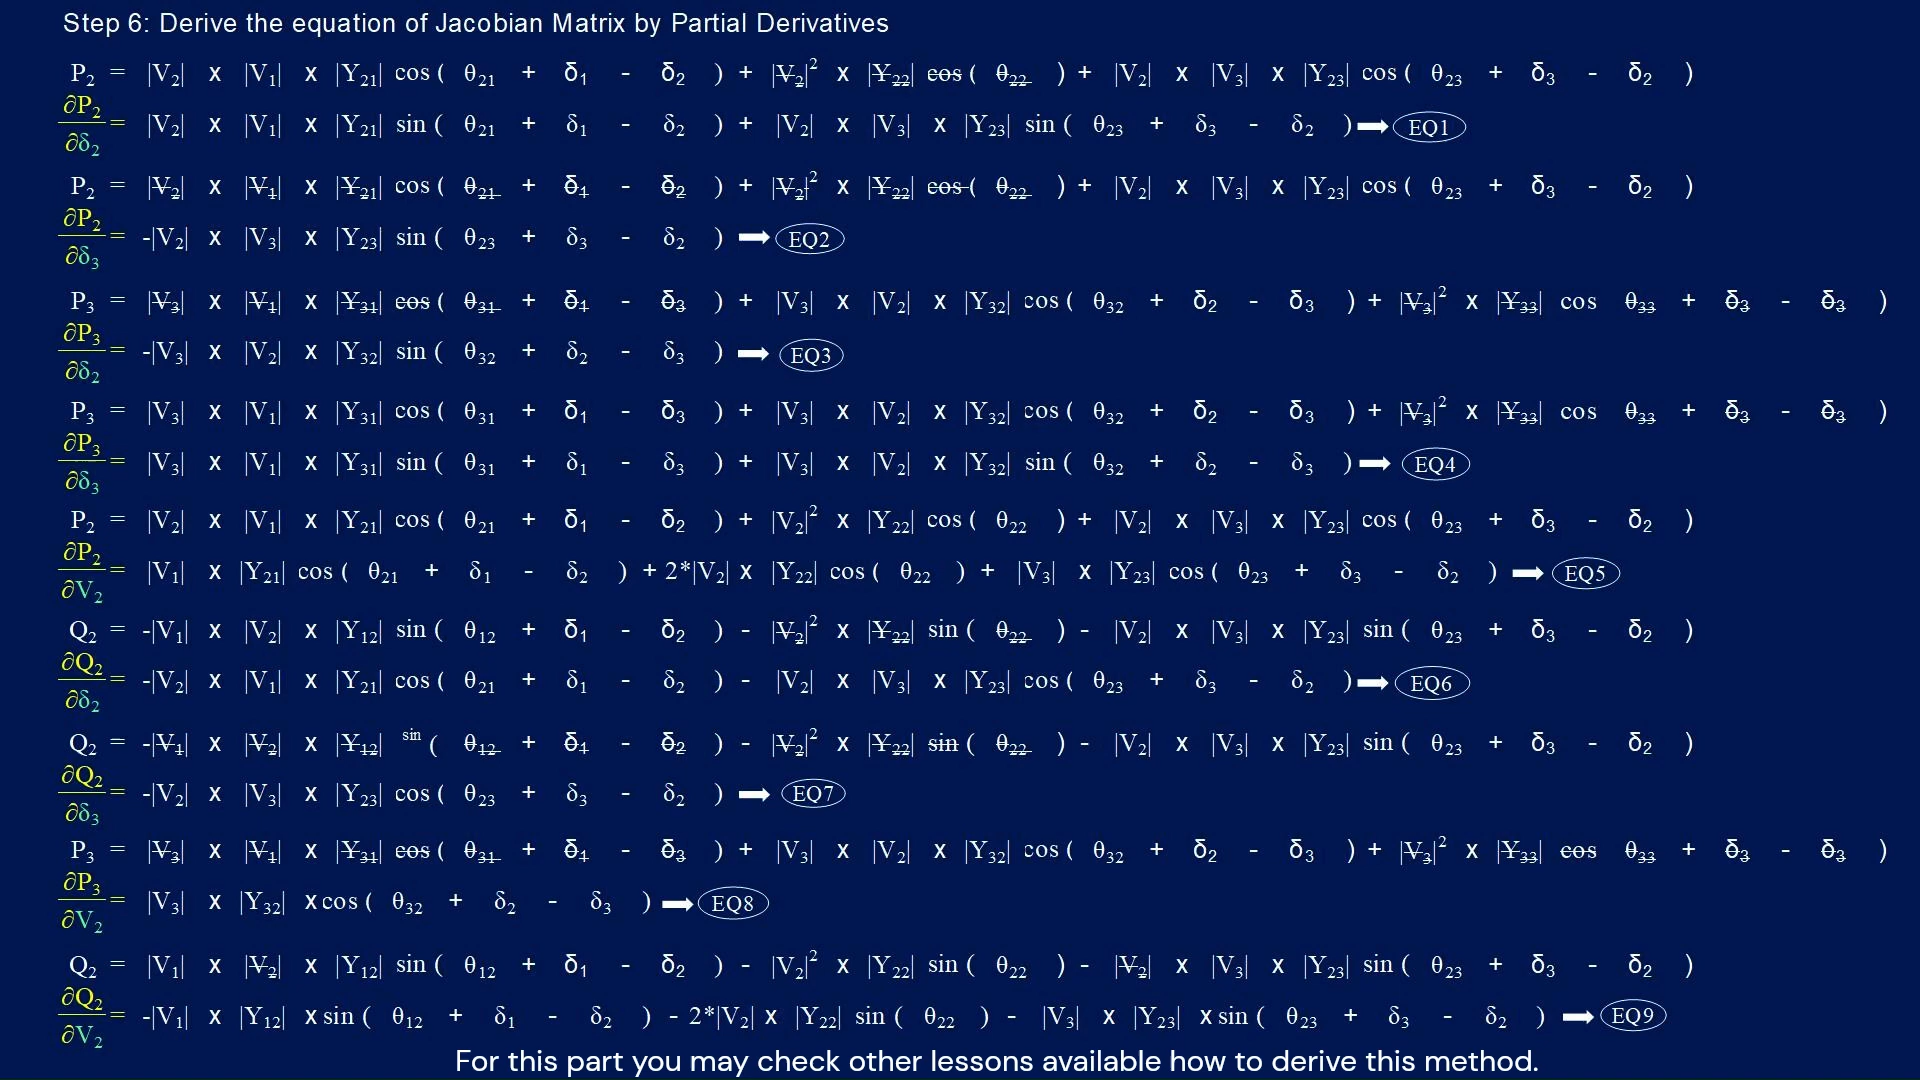 Step 6: Derive the equation of Jacobian Matrix by Partial Derivatives
P₂ = |V₂| x |V₁| x |Y₂₁| cos ( θ₂₁ + δ₁ - δ₂ ) + |V₂|² x |Y₂₂| cos ( θ₂₂ ) + |V₂| x |V₃| x |Y₂₃| cos ( θ₂₃ + δ₃ - δ₂ )
∂P₂/∂δ₂ = |V₂| x |V₁| x |Y₂₁| sin ( θ₂₁ + δ₁ - δ₂ ) + |V₂| x |V₃| x |Y₂₃| sin ( θ₂₃ + δ₃ - δ₂ ) ➡ EQ1
P₂ = |V₂| x |V₁| x |Y₂₁| cos ( θ₂₁ + δ₁ - δ₂ ) + |V₂|² x |Y₂₂| cos ( θ₂₂ ) + |V₂| x |V₃| x |Y₂₃| cos ( θ₂₃ + δ₃ - δ₂ )
∂P₂/∂δ₃ = -|V₂| x |V₃| x |Y₂₃| sin ( θ₂₃ + δ₃ - δ₂ ) ➡ EQ2
P₃ = |V₃| x |V₁| x |Y₃₁| cos ( θ₃₁ + δ₁ - δ₃ ) + |V₃| x |V₂| x |Y₃₂| cos ( θ₃₂ + δ₂ - δ₃ ) + |V₃|² x |Y₃₃| cos θ₃₃ + δ₃ - δ₃ )
∂P₃/∂δ₂ = -|V₃| x |V₂| x |Y₃₂| sin ( θ₃₂ + δ₂ - δ₃ ) ➡ EQ3
P₃ = |V₃| x |V₁| x |Y₃₁| cos ( θ₃₁ + δ₁ - δ₃ ) + |V₃| x |V₂| x |Y₃₂| cos ( θ₃₂ + δ₂ - δ₃ ) + |V₃|² x |Y₃₃| cos θ₃₃ + δ₃ - δ₃ )
∂P₃/∂δ₃ = |V₃| x |V₁| x |Y₃₁| sin ( θ₃₁ + δ₁ - δ₃ ) + |V₃| x |V₂| x |Y₃₂| sin ( θ₃₂ + δ₂ - δ₃ ) ➡ EQ4
P₂ = |V₂| x |V₁| x |Y₂₁| cos ( θ₂₁ + δ₁ - δ₂ ) + |V₂|² x |Y₂₂| cos ( θ₂₂ ) + |V₂| x |V₃| x |Y₂₃| cos ( θ₂₃ + δ₃ - δ₂ )
∂P₂/∂V₂ = |V₁| x |Y₂₁| cos ( θ₂₁ + δ₁ - δ₂ ) + 2*|V₂| x |Y₂₂| cos ( θ₂₂ ) + |V₃| x |Y₂₃| cos ( θ₂₃ + δ₃ - δ₂ ) ➡ EQ5
Q₂ = -|V₁| x |V₂| x |Y₁₂| sin ( θ₁₂ + δ₁ - δ₂ ) - |V₂|² x |Y₂₂| sin ( θ₂₂ ) - |V₂| x |V₃| x |Y₂₃| sin ( θ₂₃ + δ₃ - δ₂ )
∂Q₂/∂δ₂ = -|V₂| x |V₁| x |Y₂₁| cos ( θ₂₁ + δ₁ - δ₂ ) - |V₂| x |V₃| x |Y₂₃| cos ( θ₂₃ + δ₃ - δ₂ ) ➡ EQ6
Q₂ = -|V₁| x |V₂| x |Y₁₂| sin ( θ₁₂ + δ₁ - δ₂ ) - |V₂|² x |Y₂₂| sin ( θ₂₂ ) - |V₂| x |V₃| x |Y₂₃| sin ( θ₂₃ + δ₃ - δ₂ )
∂Q₂/∂δ₃ = -|V₂| x |V₃| x |Y₂₃| cos ( θ₂₃ + δ₃ - δ₂ ) ➡ EQ7
P₃ = |V₃| x |V₁| x |Y₃₁| cos ( θ₃₁ + δ₁ - δ₃ ) + |V₃| x |V₂| x |Y₃₂| cos ( θ₃₂ + δ₂ - δ₃ ) + |V₃|² x |Y₃₃| cos θ₃₃ + δ₃ - δ₃ )
∂P₃/∂V₂ = |V₃| x |Y₃₂| x cos ( θ₃₂ + δ₂ - δ₃ ) ➡ EQ8
Q₂ = |V₁| x |V₂| x |Y₁₂| sin ( θ₁₂ + δ₁ - δ₂ ) - |V₂|² x |Y₂₂| sin ( θ₂₂ ) - |V₂| x |V₃| x |Y₂₃| sin ( θ₂₃ + δ₃ - δ₂ )
∂Q₂/∂V₂ = -|V₁| x |Y₁₂| x sin ( θ₁₂ + δ₁ - δ₂ ) - 2*|V₂| x |Y₂₂| sin ( θ₂₂ ) - |V₃| x |Y₂₃| x sin ( θ₂₃ + δ₃ - δ₂ ) ➡ EQ9
For this part you may check other lessons available how to derive this method.